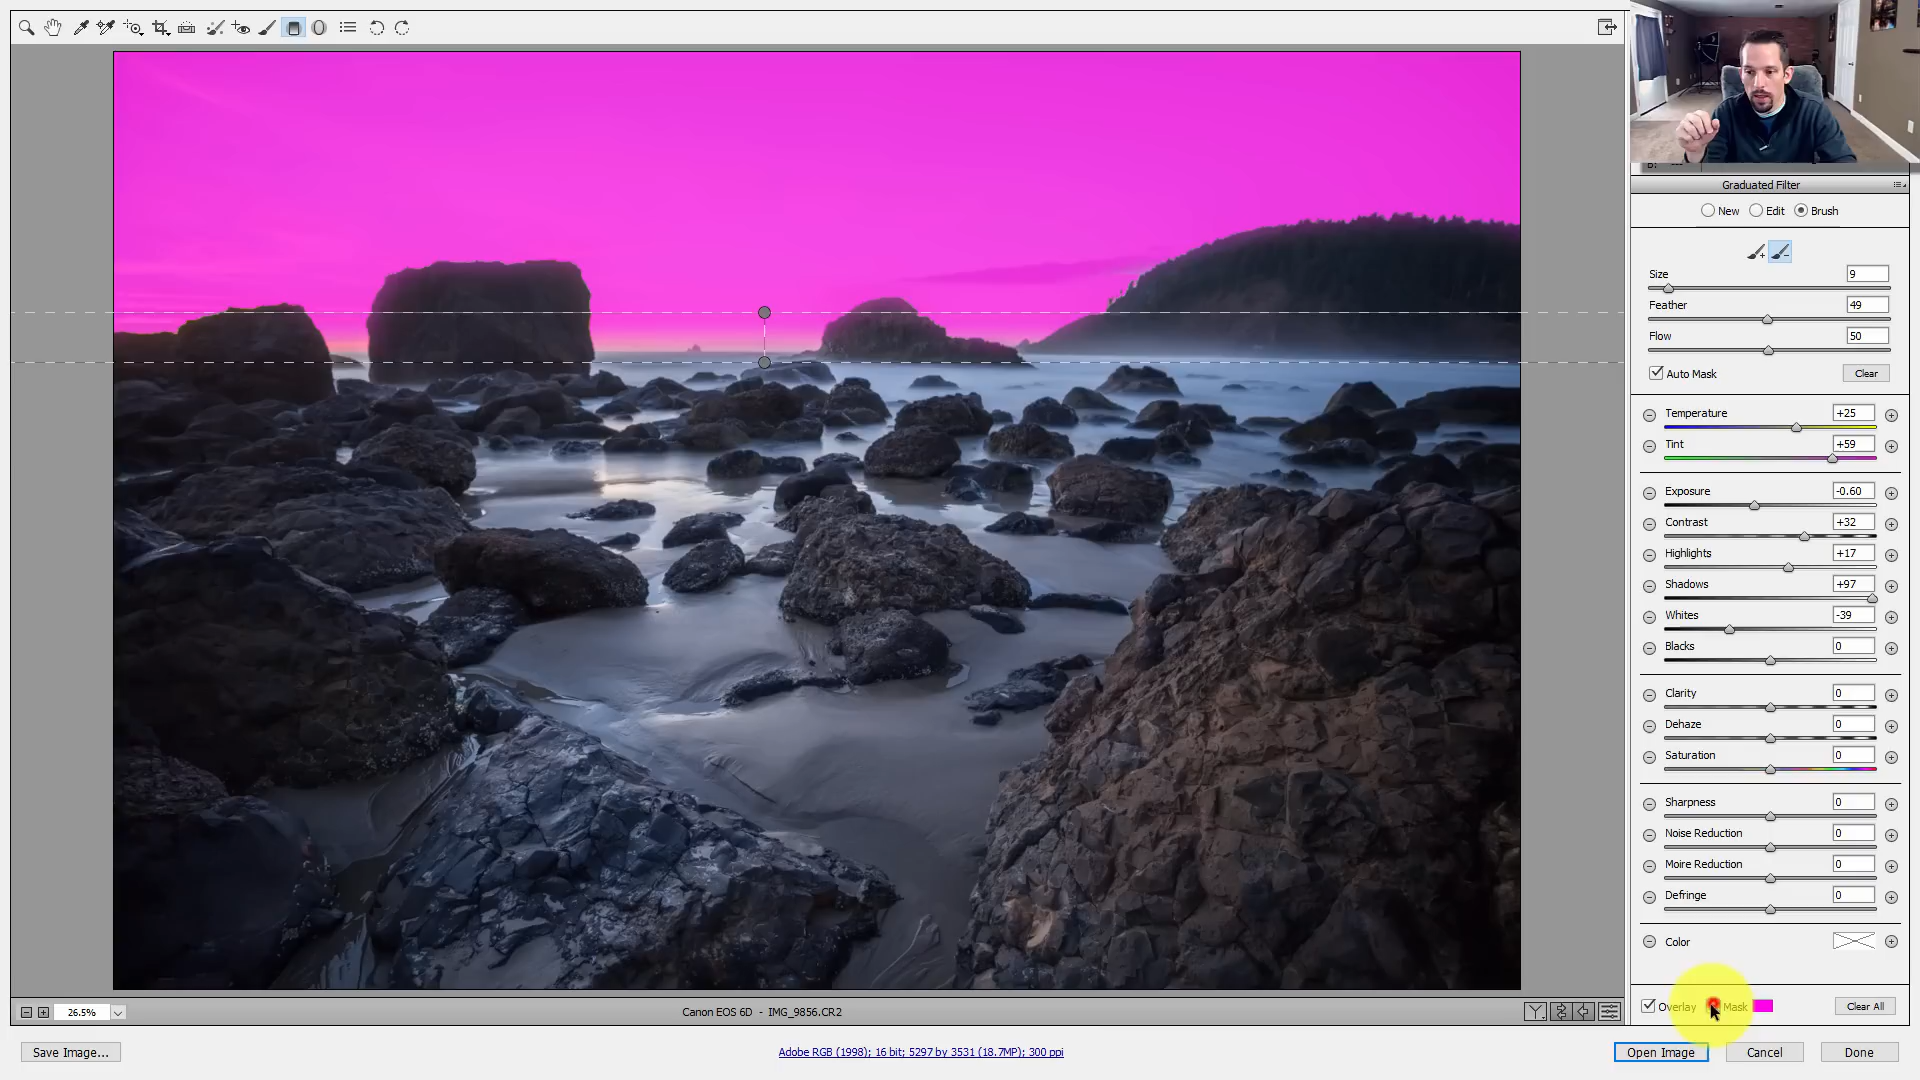 Graduated Filter
New Edit Brush
Size 9
Feather 49
Flow 50
Auto Mask Clear
Temperature +25
Tint +59
Exposure -0.60
Contrast +32
Highlights +17
Shadows +97
Whites -39
Blacks 0
Clarity 0
Dehaze 0
Saturation 0
Sharpness 0
Noise Reduction 0
Moire Reduction 0
Defringe 0
Color
Overlay Mask Clear All
26.5% Canon EOS 6D - IMG_9856.CR2 Y
Save Image... Adobe RGB (1998); 16 bit; 5297 by 3531 (18.7MP); 300 ppi Open Image Cancel Done